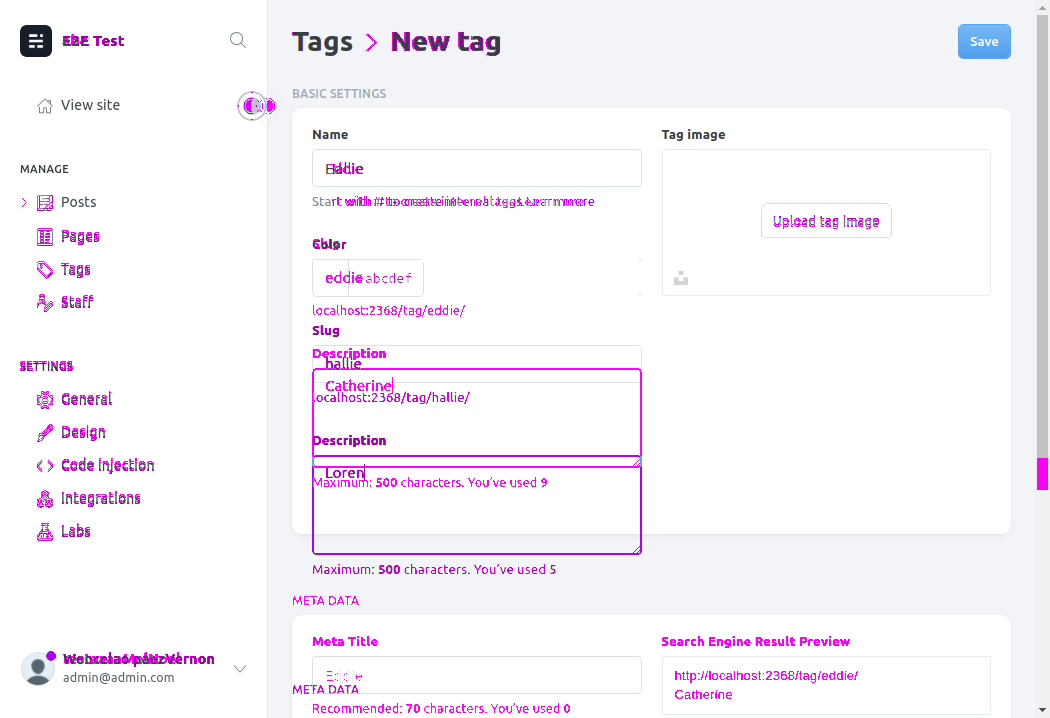 Test
View site
MANAGE
Posts
Pages
Tags
Staff
SETTINGS
General
Design
Code injection
Integrations
Labs
Vernon
admin@admin.com
Tags > New tag
Save
BASIC SETTINGS
Name
Tag image
Upload tag image
Color
eddie abcdef
localhost:2368/tag/eddie/
Slug
Description
hallie
Catherine
localhost:2368/tag/hallie/
Description
Loren
Maximum: 500 characters. You've used 9
Maximum: 500 characters. You've used 5
META DATA
Meta Title
Search Engine Result Preview
Eddie
http://localhost:2368/tag/eddie/
Catherine
META DATA
Recommended: 70 characters. You've used 0